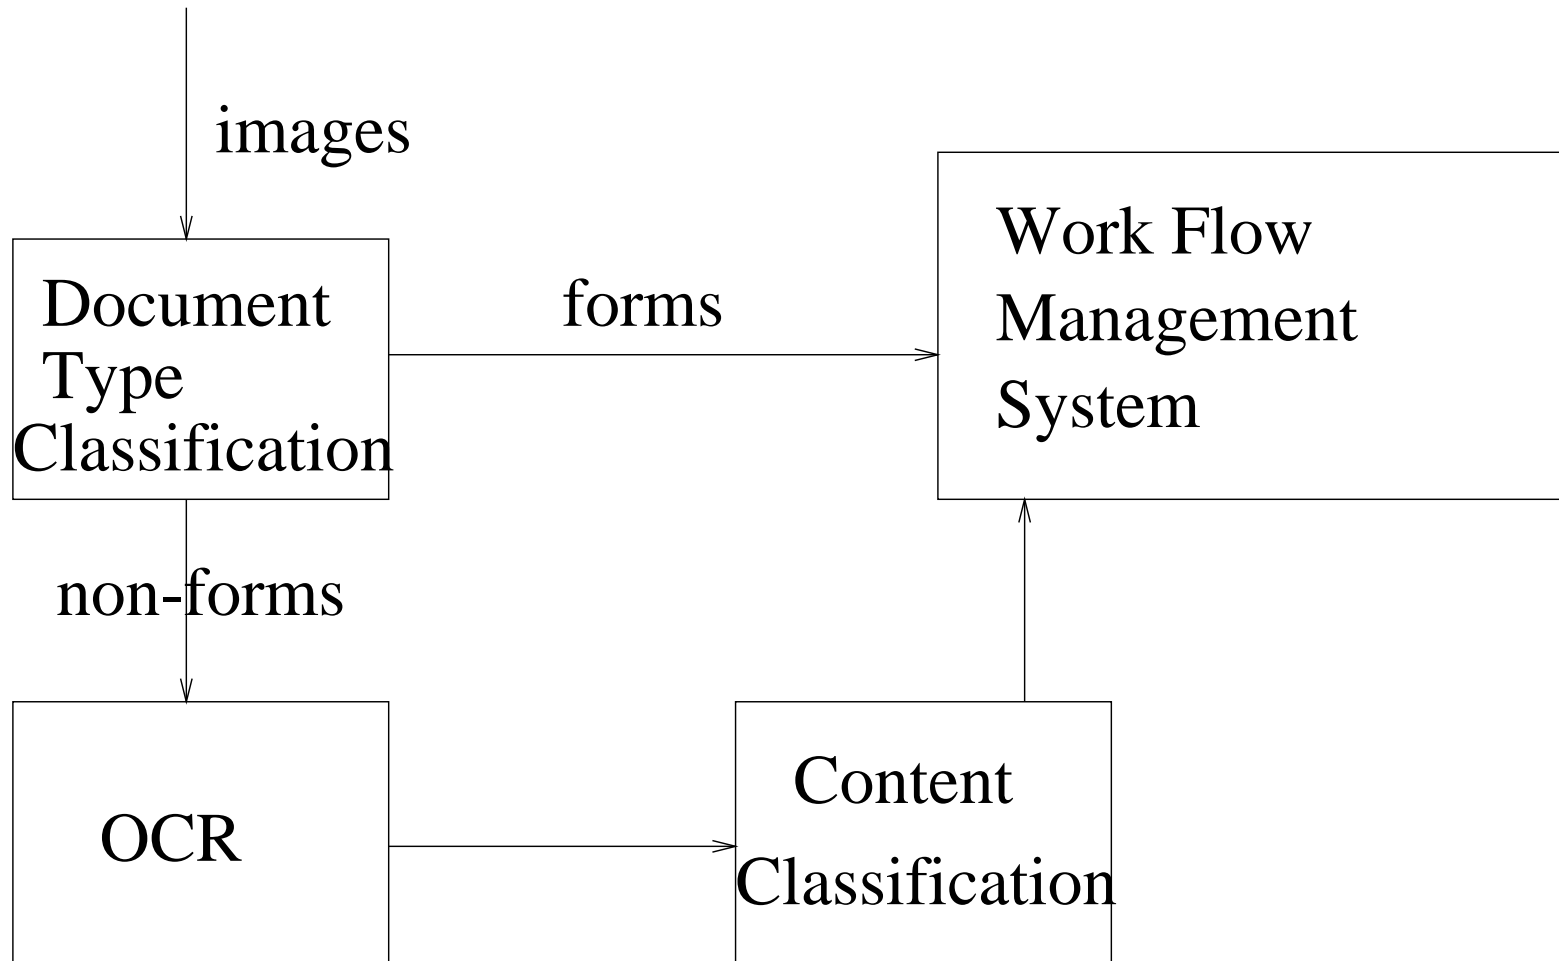 images
Document
Type
Classification
forms
Work Flow
Management
System
non-forms
OCR
Content
Classification